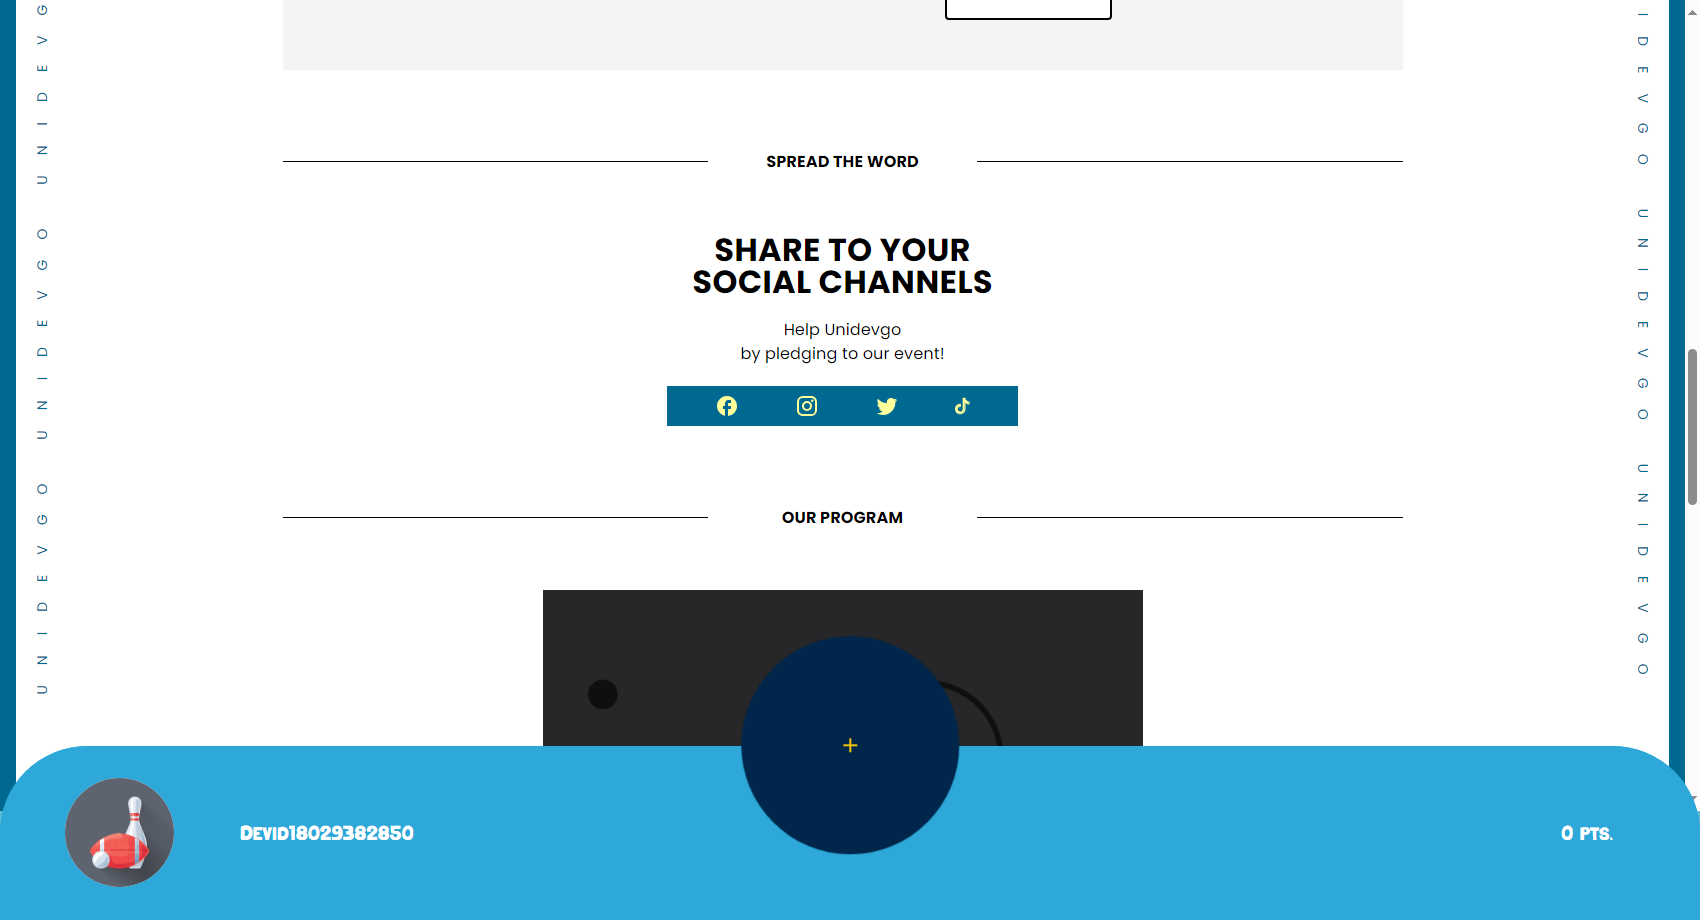 SPREAD THE WORD
SHARE TO YOUR
SOCIAL CHANNELS
Help Unidevgo
by pledging to our event!
OUR PROGRAM
UNIDEVGO UNIDEVGO UNIDEVGO
IDEVGO UNIDEVGO UNIDEVGO
+
Devid18029382850
0 pts.